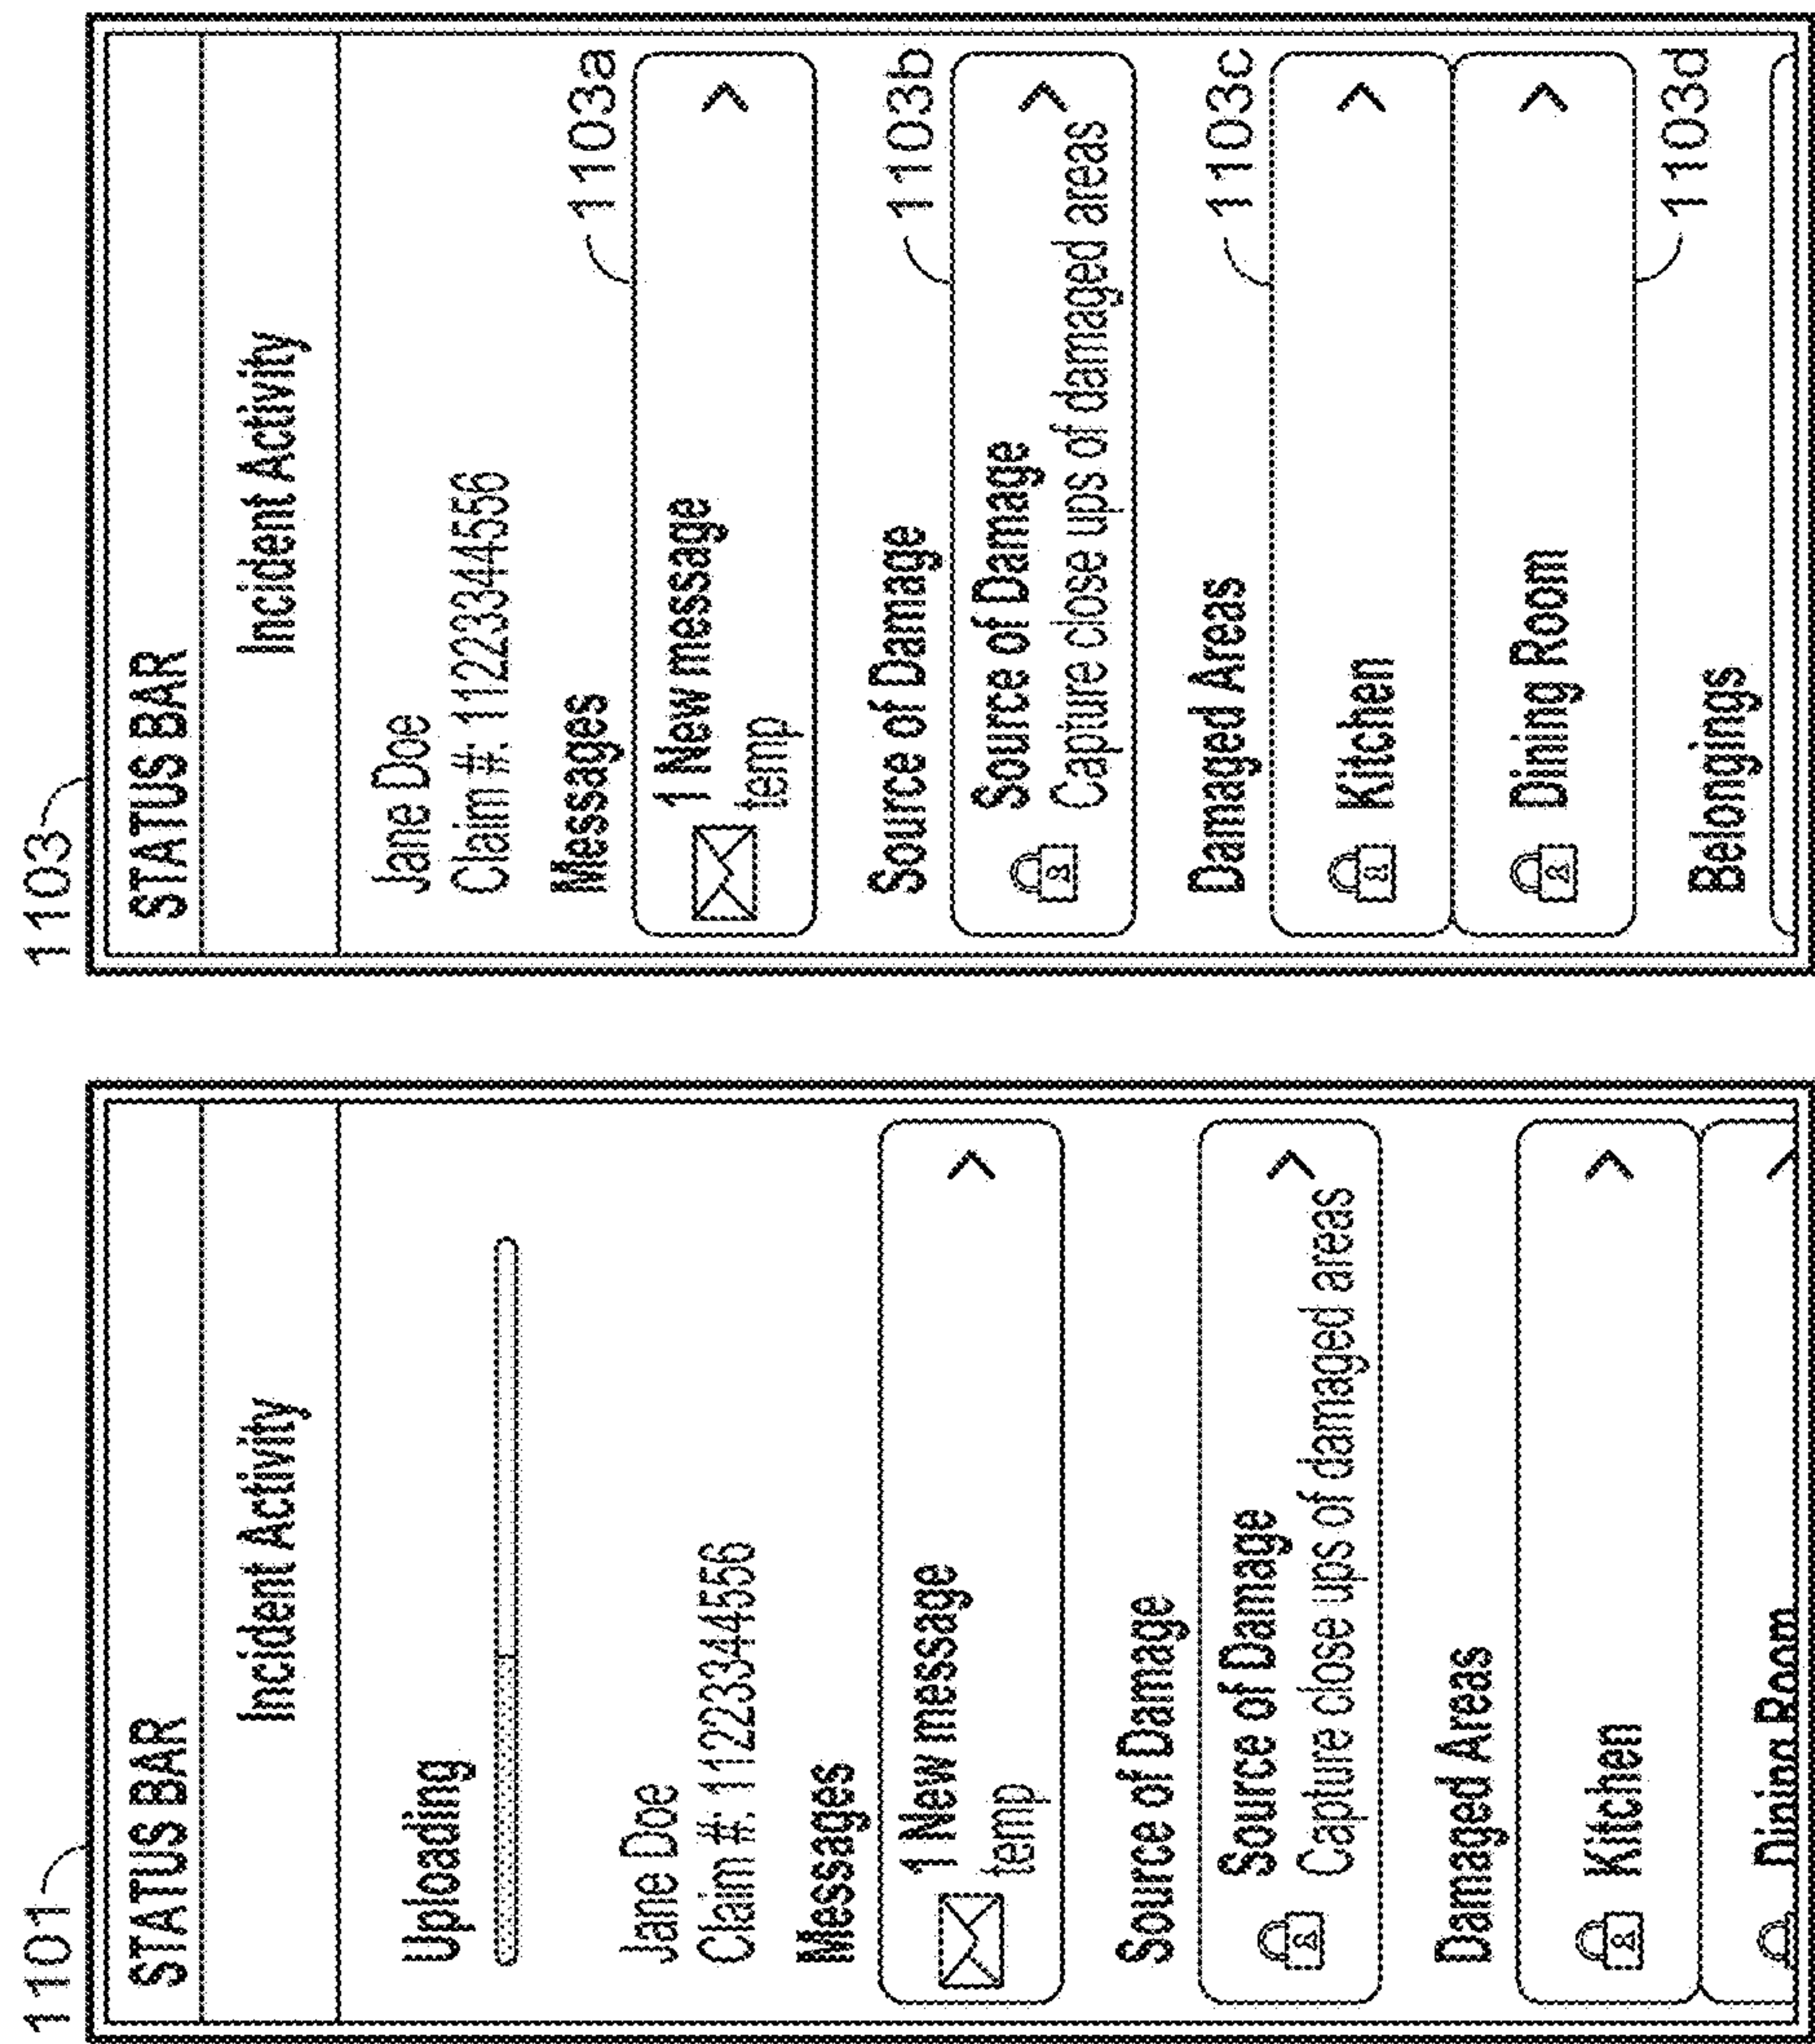 1101
STATUS BAR
Incident Activity
Uploading
Jane Doe
Claim #: 11223344556
Messages
1 New message
temp
Source of Damage
Source of Damage
Capture close ups of damaged areas
Damaged Areas
Kitchen
Dining Room
1103
STATUS BAR
Incident Activity
Jane Doe
Claim #: 11223344556
Messages
1103a
1 New message
temp
Source of Damage
1103b
Source of Damage
Capture close ups of damaged areas
Damaged Areas
1103c
Kitchen
Dining Room
1103d
Belongings